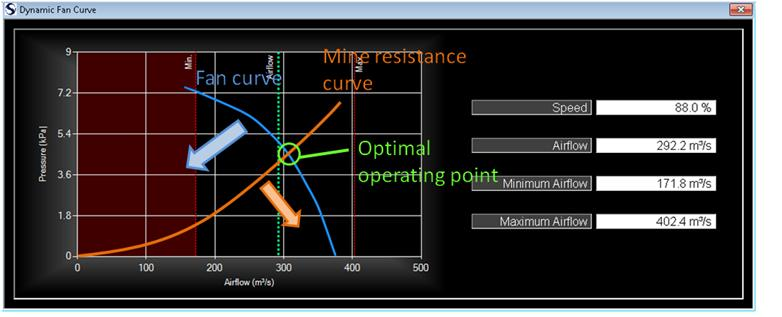 Dynamic Fan Curve
Mine resistance
curve
Fan curve
Optimal
operating point
Min.
Airflow
Max.
Pressure (kPa)
9
7.2
5.4
3.6
1.8
0
0 100 200 300 400 500
Airflow (m³/s)
Speed 88.0 %
Airflow 292.2 m³/s
Minimum Airflow 171.8 m³/s
Maximum Airflow 402.4 m³/s